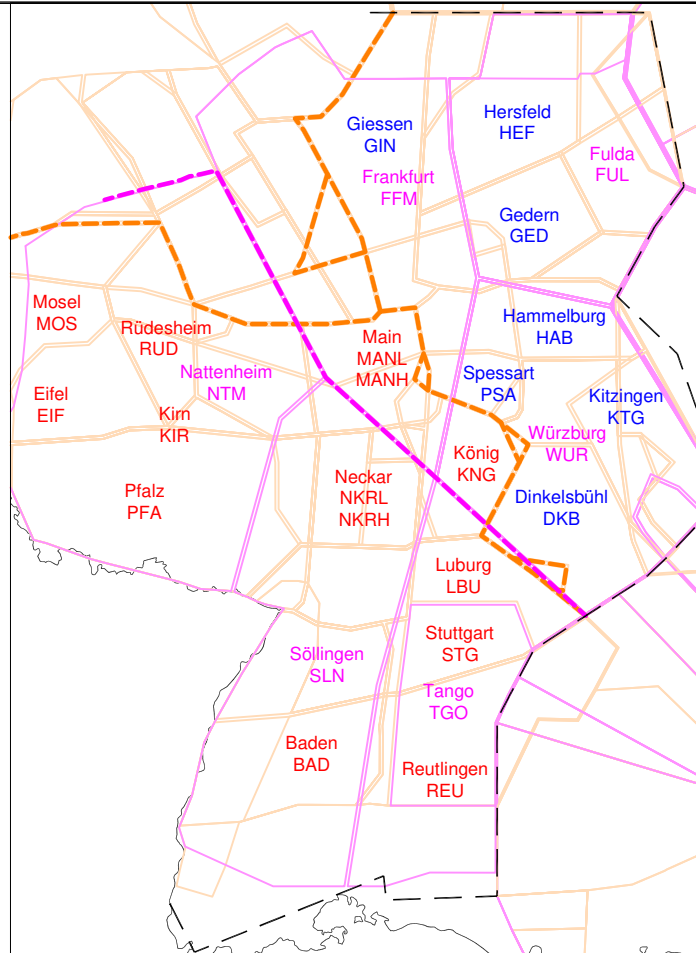 Giessen
GIN
Hersfeld
HEF
Fulda
FUL
Frankfurt
FFM
Gedern
GED
Mosel
MOS
Rüdesheim
RUD
Main
MANL
MANH
Hammelburg
HAB
Nattenheim
NTM
Spessart
PSA
Eifel
EIF
Kitzingen
KTG
Kirn
KIR
Würzburg
WUR
König
KNG
Neckar
NKRL
NKRH
Pfalz
PFA
Dinkelsbühl
DKB
Luburg
LBU
Stuttgart
STG
Söllingen
SLN
Tango
TGO
Baden
BAD
Reutlingen
REU